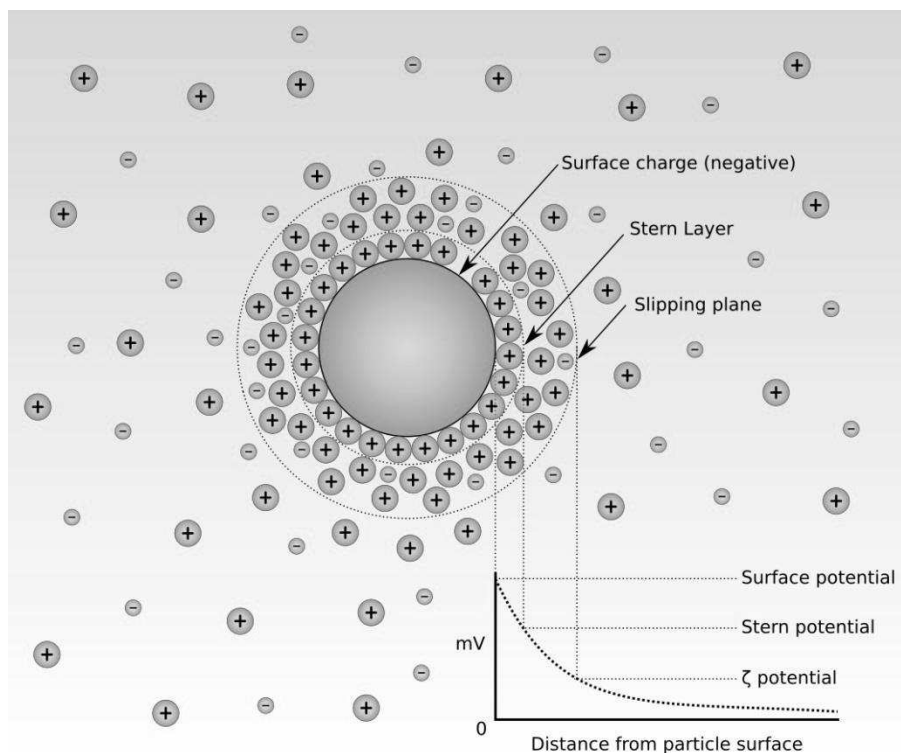 Surface charge (negative)
Stern Layer
Slipping plane
Surface potential
Stern potential
mV
ζ potential
0
Distance from particle surface